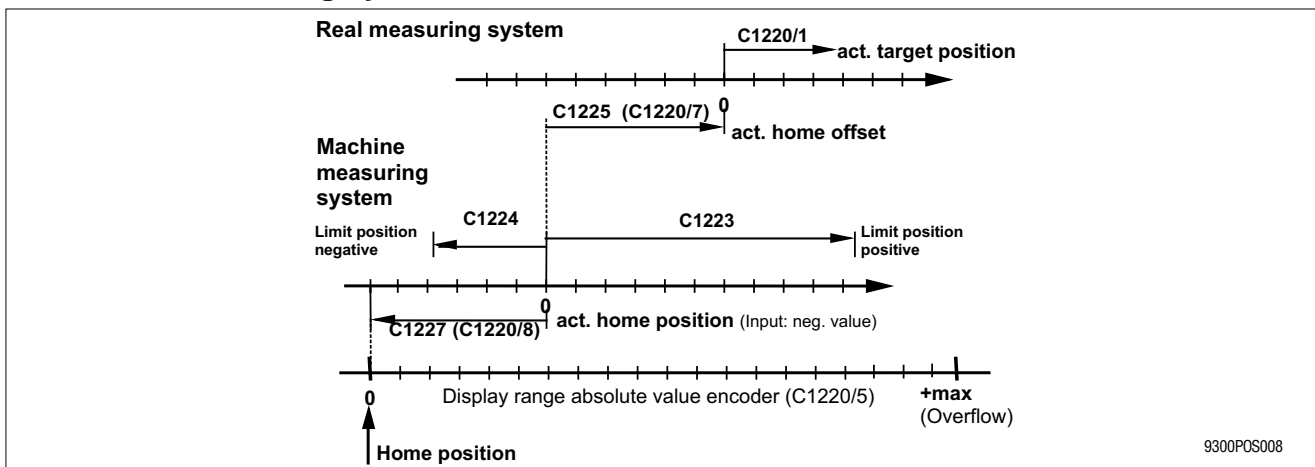 Real measuring system
C1220/1
act. target position
0
C1225 (C1220/7)
act. home offset
Machine
measuring
system
C1224
C1223
Limit position
negative
Limit position
positive
0
C1227 (C1220/8)
act. home position (Input: neg. value)
0
Display range absolute value encoder (C1220/5)
+max
(Overflow)
Home position
9300POS008